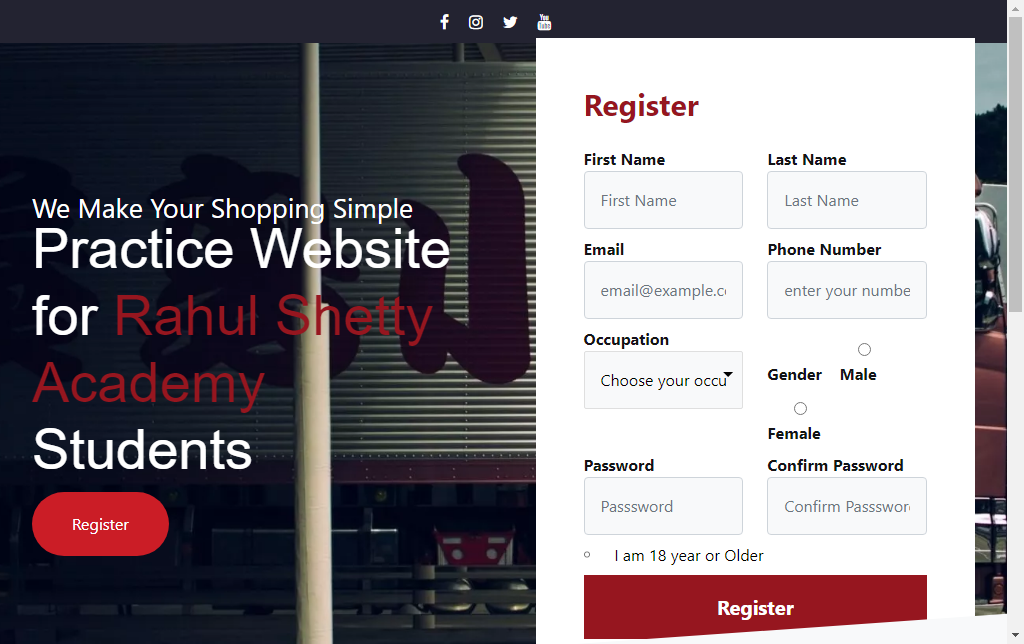 We Make Your Shopping Simple
Practice Website
for Rahul Shetty
Academy
Students
Register
Register
First Name Last Name
First Name Last Name
Email Phone Number
email@example.c enter your numbe
Occupation
Choose your occu
Gender Male
Female
Password Confirm Password
Passsword Confirm Passswor
I am 18 year or Older
Register